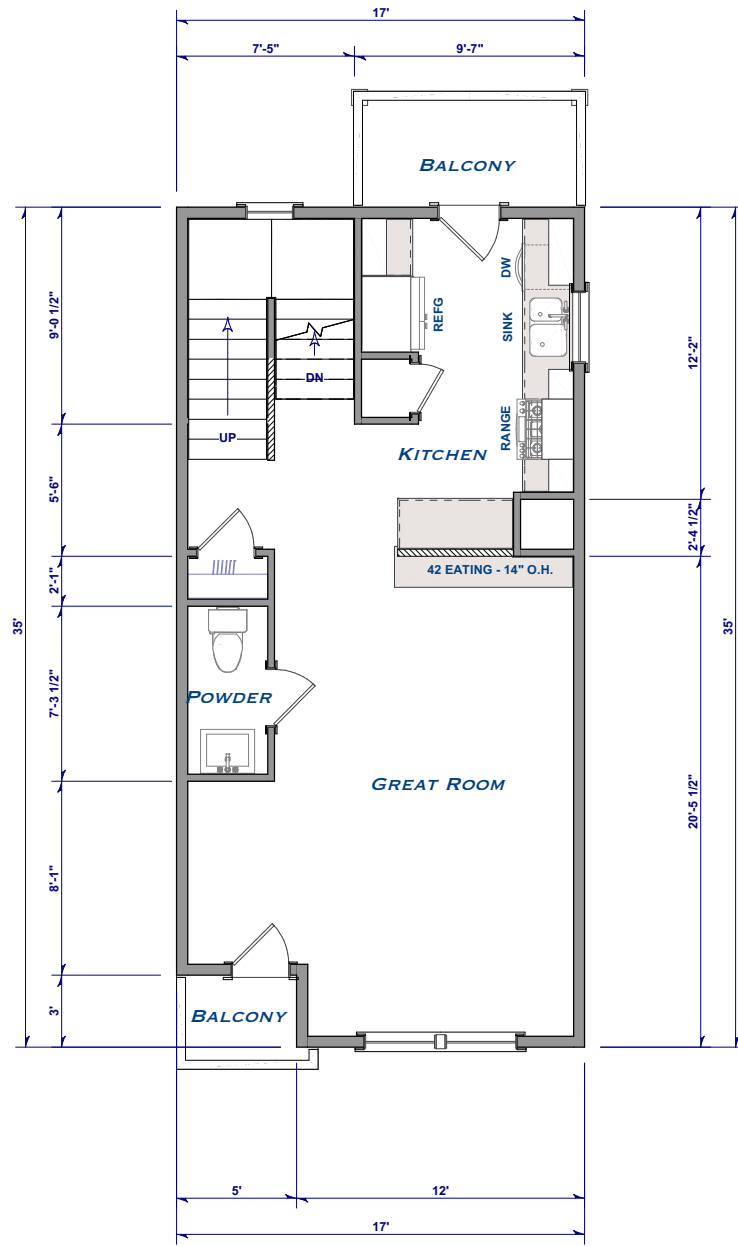 17'
7'-5"
9'-7"
BALCONY
9'-0 1/2"
12'-2"
REFG
DW
SINK
DN
UP
RANGE
KITCHEN
5'-6"
2'-4 1/2"
42 EATING - 14" O.H.
2'-1"
35'
35'
7'-3 1/2"
POWDER
GREAT ROOM
20'-5 1/2"
8'-1"
3'
BALCONY
5'
12'
17'